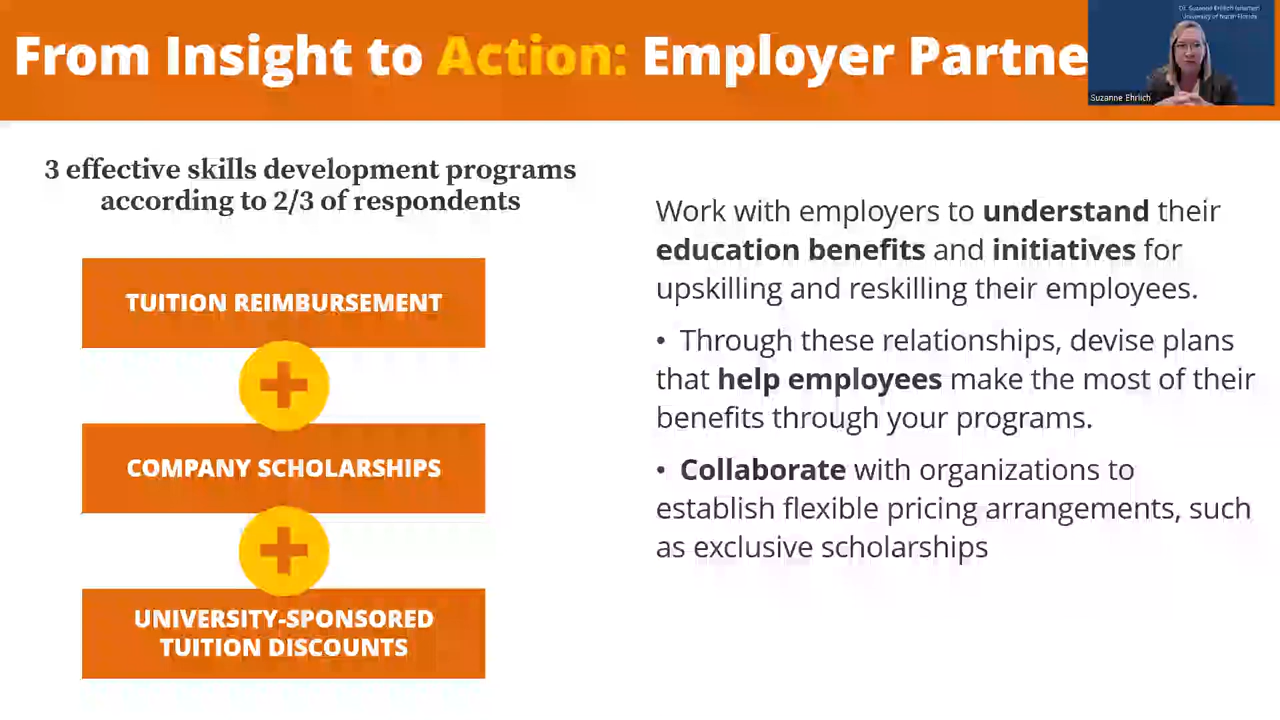 From Insight to Action: Employer Partne
Suzanne Ehrlich
3 effective skills development programs
according to 2/3 of respondents
TUITION REIMBURSEMENT
COMPANY SCHOLARSHIPS
UNIVERSITY-SPONSORED
TUITION DISCOUNTS
Work with employers to understand their
education benefits and initiatives for
upskilling and reskilling their employees.
• Through these relationships, devise plans
that help employees make the most of their
benefits through your programs.
• Collaborate with organizations to
establish flexible pricing arrangements, such
as exclusive scholarships